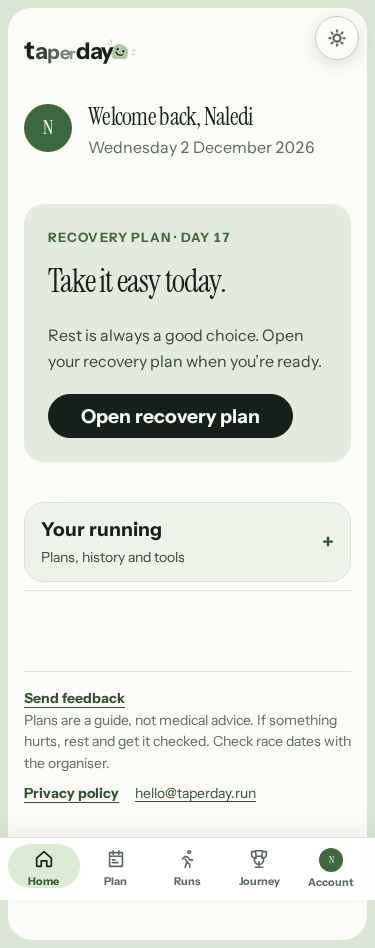 taperday
N
Welcome back, Naledi
Wednesday 2 December 2026
RECOVERY PLAN · DAY 17
Take it easy today.
Rest is always a good choice. Open
your recovery plan when you’re ready.
Open recovery plan
Your running
Plans, history and tools
+
Send feedback
Plans are a guide, not medical advice. If something
hurts, rest and get it checked. Check race dates with
the organiser.
Privacy policy hello@taperday.run
N
Home Plan Runs Journey Account